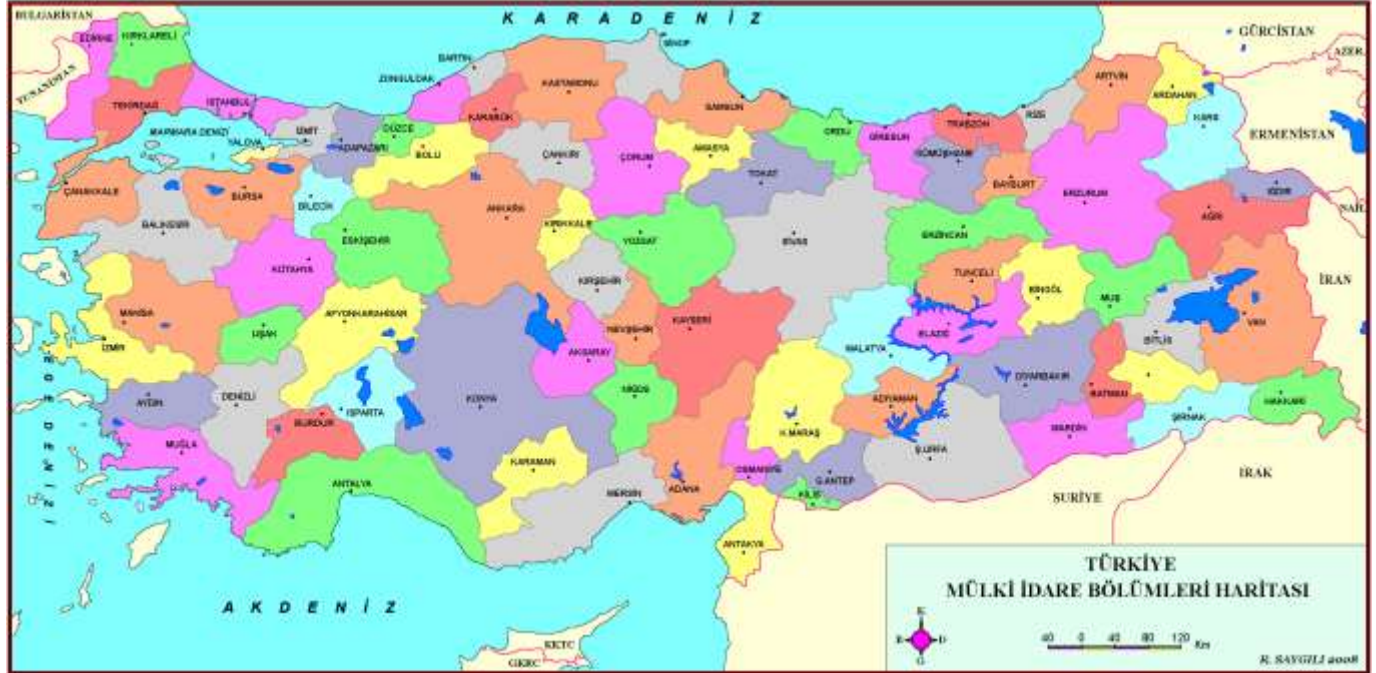 BULGARİSTAN
K A R A D E N İ Z
GÜRCİSTAN
EDİRNE
KIRKLARELİ
SİNOP
AZER.
BARTIN
ZONGULDAK
KASTAMONU
ARTVİN
ARDAHAN
YUNANİSTAN
TEKİRDAĞ
İSTANBUL
KARABÜK
SAMSUN
RİZE
KARS
MARMARA DENİZİ
YALOVA
İZMİT
ADAPAZARI
DÜZCE
BOLU
ORDU
GİRESUN
TRABZON
ERMENİSTAN
ÇANKIRI
ÇORUM
AMASYA
TOKAT
GÜMÜŞHANE
BAYBURT
ERZURUM
IĞDIR
ÇANAKKALE
BURSA
BİLECİK
ANKARA
AĞRI
BALIKESİR
ESKİŞEHİR
KIRIKKALE
YOZGAT
SİVAS
ERZİNCAN
KÜTAHYA
KIRŞEHİR
TUNCELİ
BİNGÖL
MUŞ
İRAN
MANİSA
UŞAK
AFYONKARAHİSAR
NEVŞEHİR
KAYSERİ
ELAZIĞ
VAN
İZMİR
AKSARAY
MALATYA
BİTLİS
DİYARBAKIR
AYDIN
DENİZLİ
ISPARTA
KONYA
NİĞDE
ADIYAMAN
BATMAN
HAKKARİ
BURDUR
ŞIRNAK
MUĞLA
K.MARAŞ
MARDİN
KARAMAN
Ş.URFA
ANTALYA
OSMANİYE
G.ANTEP
IRAK
MERSİN
ADANA
KİLİS
SURİYE
ANTAKYA
TÜRKİYE
MÜLKİ İDARE BÖLÜMLERİ HARİTASI
A K D E N İ Z
K
B
D
G
40 0 40 80 120 Km
KKTC
GKRC
R. SAYGILI 2008